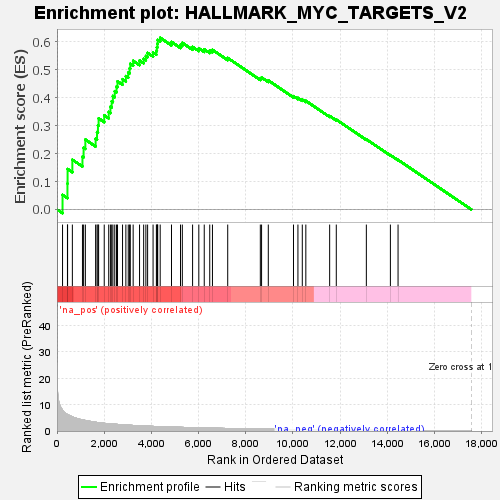 Enrichment plot: HALLMARK_MYC_TARGETS_V2
Enrichment score (ES)
0.6
0.5
0.4
0.3
0.2
0.1
0.0
'na_pos' (positively correlated)
Ranked list metric (PreRanked)
40
30
20
10
0
Zero cross at 1
'na_neg' (negatively correlated)
0
2,000
4,000
6,000
8,000
10,000
12,000
14,000
16,000
18,000
Rank in Ordered Dataset
Enrichment profile
Hits
Ranking metric scores